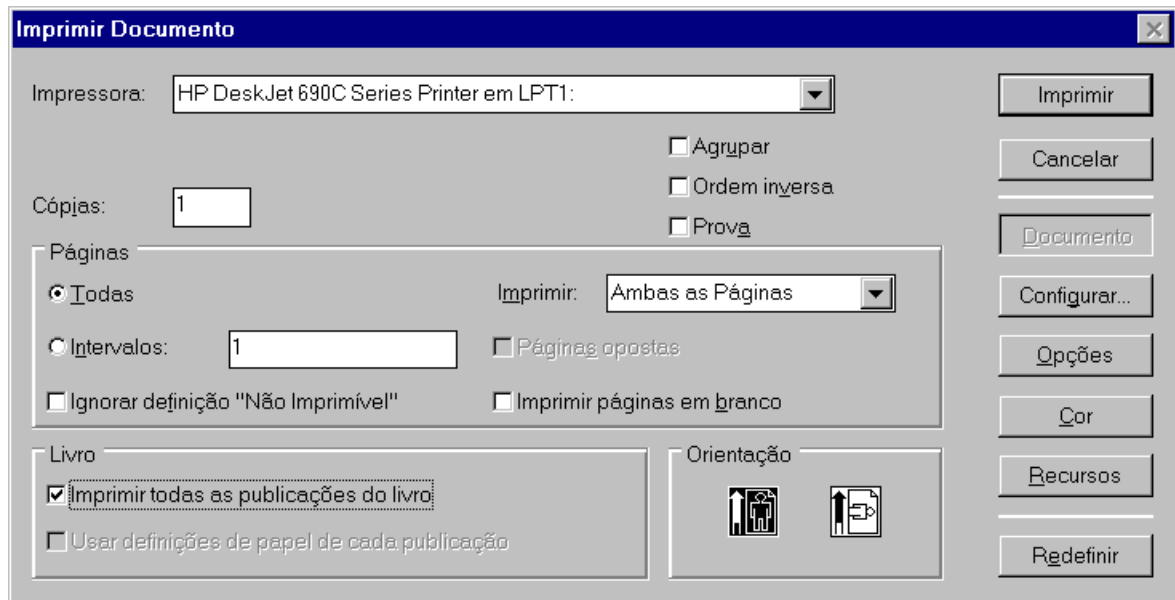 Imprimir Documento
Impressora: HP DeskJet 690C Series Printer em LPT1: Imprimir
Agrupar
Cancelar
Ordem inversa
Cópias: 1
Prova
Documento
Páginas
Todas Imprimir: Ambas as Páginas Configurar...
Intervalos: 1 Páginas opostas Opções
Ignorar definição "Não Imprimível" Imprimir páginas em branco Cor
Livro Orientação
Imprimir todas as publicações do livro Recursos
Usar definições de papel de cada publicação Redefinir